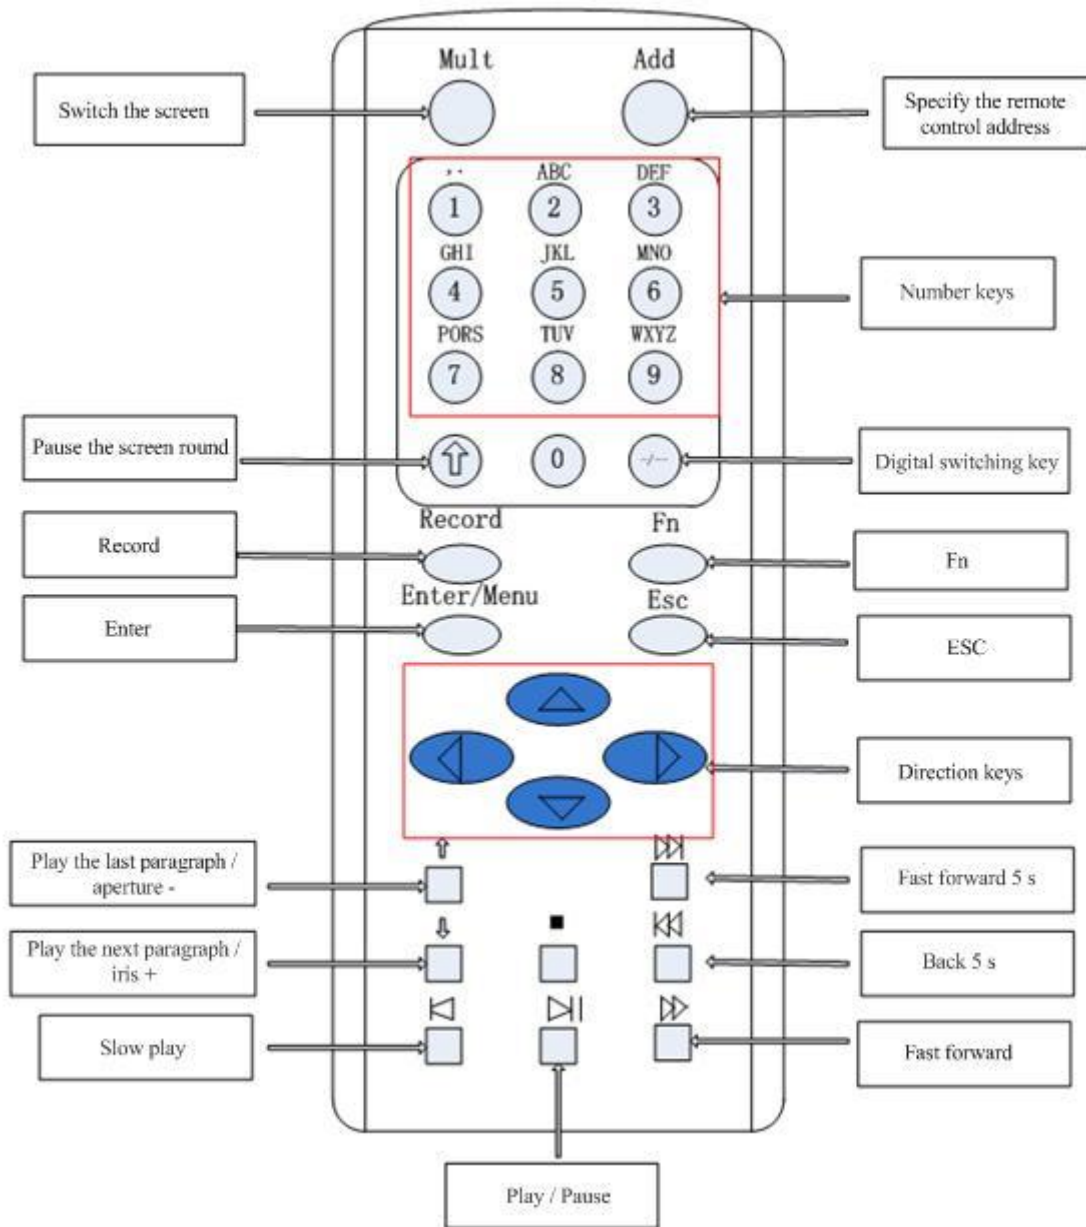 Mult Add
Switch the screen
Specify the remote
control address
, . ABC DEF
1 2 3
GHI JKL MNO
4 5 6
Number keys
PORS TUV WXYZ
7 8 9
Pause the screen round
0 -/--
Digital switching key
Record Fn
Record
Fn
Enter/Menu Esc
Enter
ESC
Direction keys
Play the last paragraph /
aperture -
Fast forward 5 s
Play the next paragraph /
iris +
Back 5 s
Slow play
Fast forward
Play / Pause